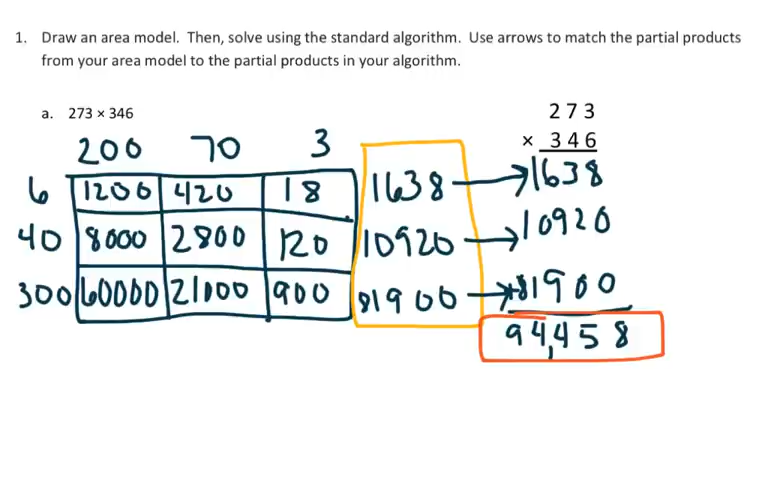 1. Draw an area model. Then, solve using the standard algorithm. Use arrows to match the partial products
from your area model to the partial products in your algorithm.
a. 273 × 346
273
× 346
200 70 3
6 1200 420 18 1638 → 1638
40 8000 2800 120 10920 → 10920
300 60000 21000 900 81900 → +81900
94,458